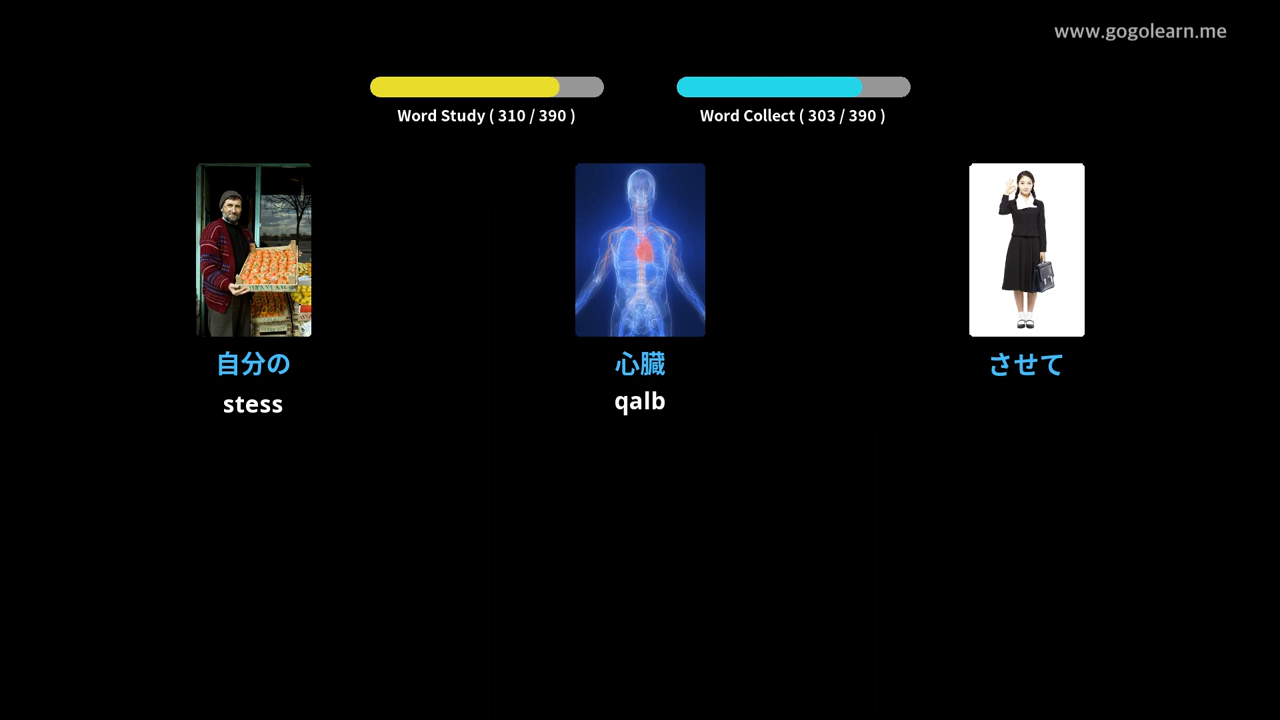 www.gogolearn.me
Word Study ( 310 / 390 )
Word Collect ( 303 / 390 )
自分の
心臓
させて
stess
qalb